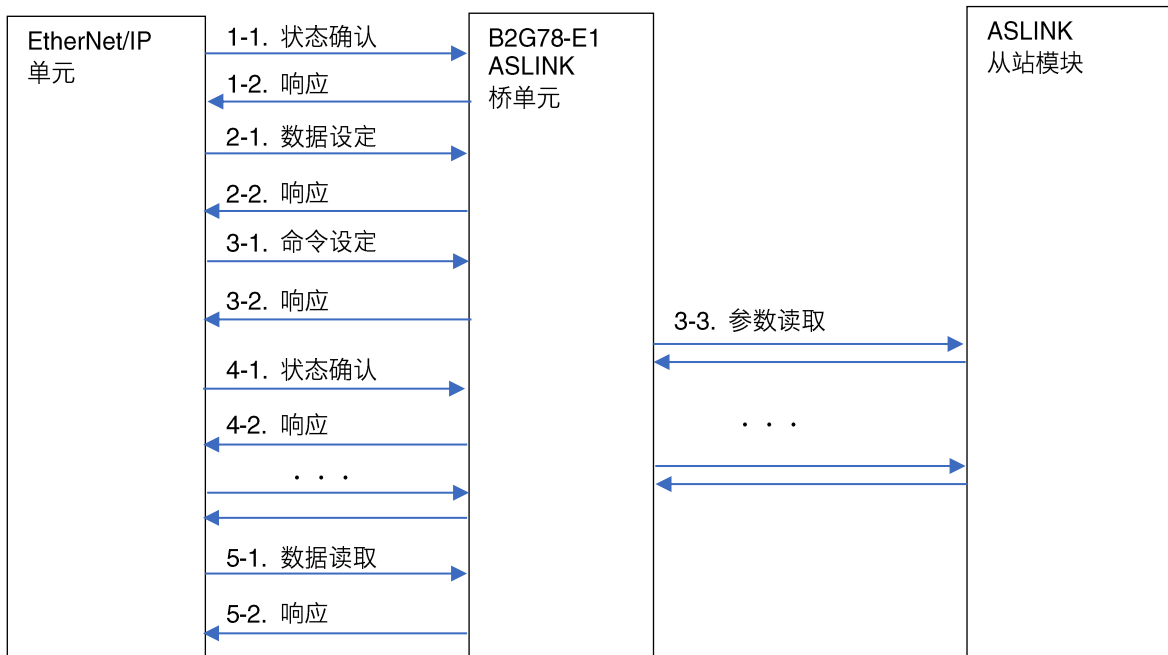 EtherNet/IP
单元
B2G78-E1
ASLINK
桥单元
ASLINK
从站模块
1-1. 状态确认
1-2. 响应
2-1. 数据设定
2-2. 响应
3-1. 命令设定
3-2. 响应
3-3. 参数读取
4-1. 状态确认
4-2. 响应
· · ·
· · ·
5-1. 数据读取
5-2. 响应